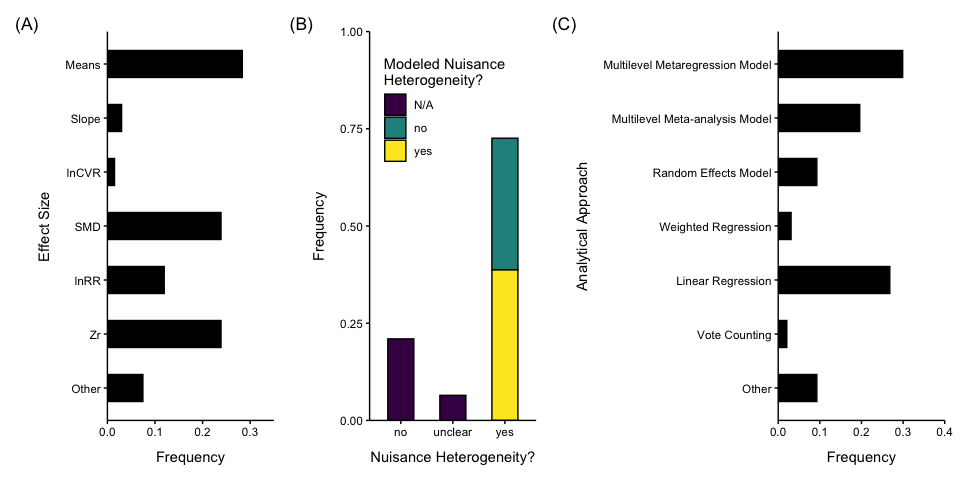 (A)
Means
Slope
lnCVR
SMD
lnRR
Zr
Other
Effect Size
0.0
0.1
0.2
0.3
Frequency
(B)
1.00
0.75
0.50
0.25
0.00
Frequency
Modeled Nuisance
Heterogeneity?
N/A
no
yes
no
unclear
yes
Nuisance Heterogeneity?
(C)
Multilevel Metaregression Model
Multilevel Meta-analysis Model
Random Effects Model
Weighted Regression
Linear Regression
Vote Counting
Other
Analytical Approach
0.0
0.1
0.2
0.3
0.4
Frequency